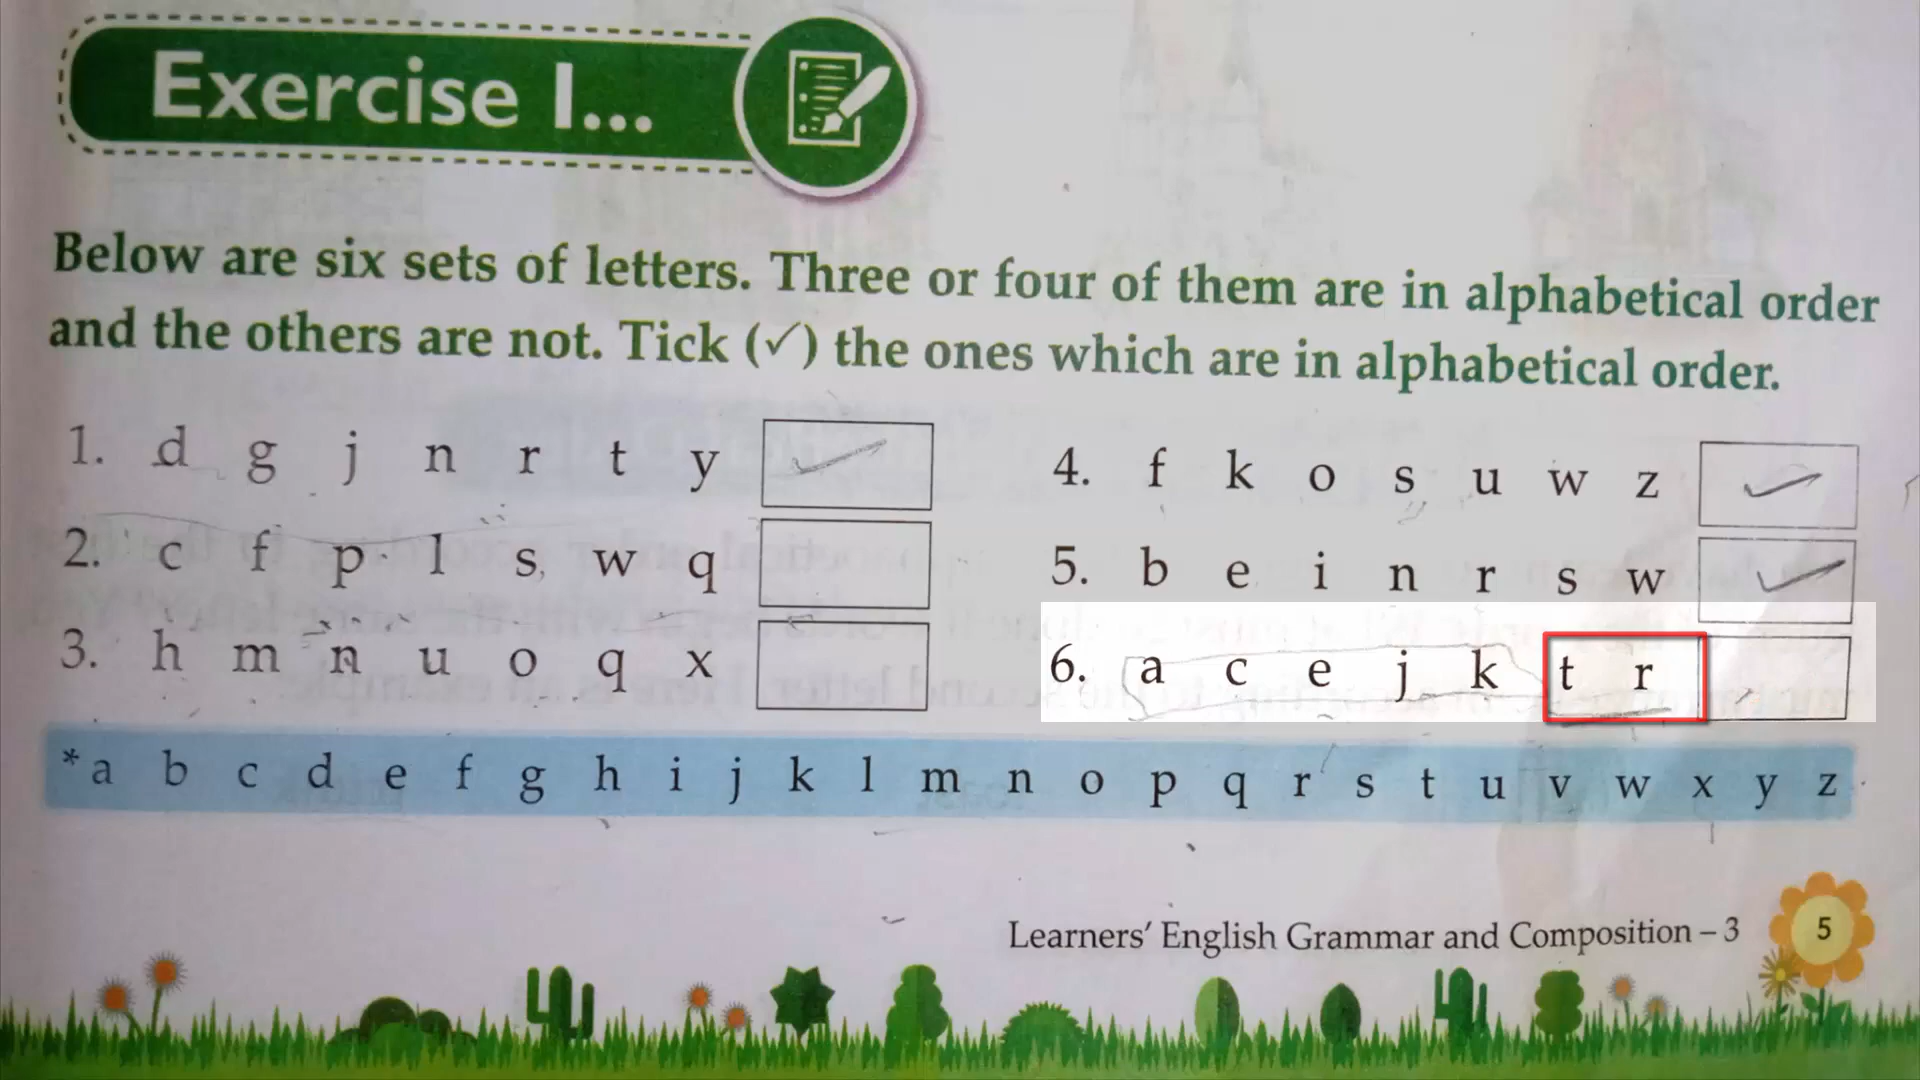 Exercise I...
Below are six sets of letters. Three or four of them are in alphabetical order
and the others are not. Tick (✓) the ones which are in alphabetical order.
1. d g j n r t y ✓
2. c f p l s w q
3. h m n u o q x
4. f k o s u w z ✓
5. b e i n r s w ✓
6. a c e j k t r
*a b c d e f g h i j k l m n o p q r s t u v w x y z
Learners' English Grammar and Composition – 3 5